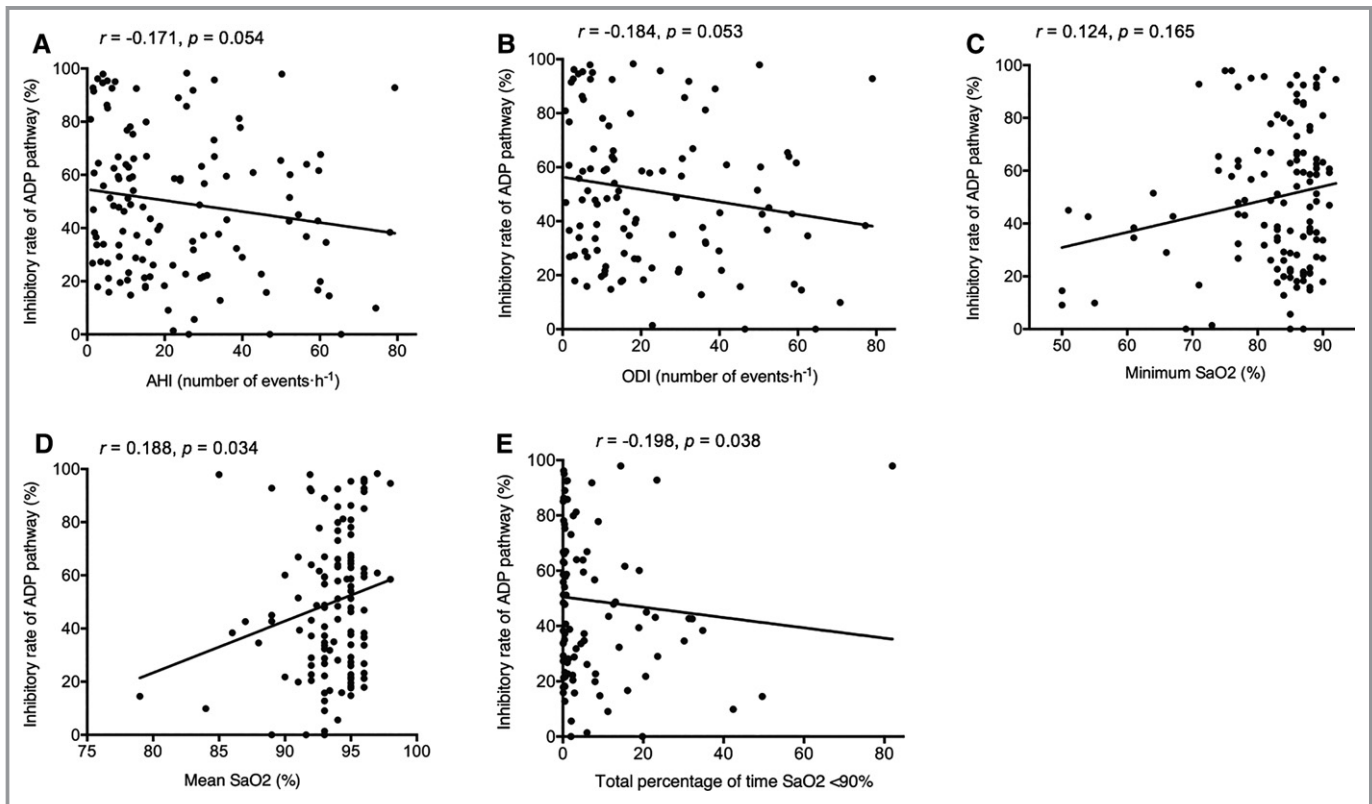 A
r = -0.171, p = 0.054
Inhibitory rate of ADP pathway (%)
100
80
60
40
20
0
0 20 40 60 80
AHI (number of events·h⁻¹)
B
r = -0.184, p = 0.053
Inhibitory rate of ADP pathway (%)
100
80
60
40
20
0
0 20 40 60 80
ODI (number of events·h⁻¹)
C
r = 0.124, p = 0.165
Inhibitory rate of ADP pathway (%)
100
80
60
40
20
0
50 60 70 80 90
Minimum SaO2 (%)
D
r = 0.188, p = 0.034
Inhibitory rate of ADP pathway (%)
100
80
60
40
20
0
75 80 85 90 95 100
Mean SaO2 (%)
E
r = -0.198, p = 0.038
Inhibitory rate of ADP pathway (%)
100
80
60
40
20
0
0 20 40 60 80
Total percentage of time SaO2 <90%